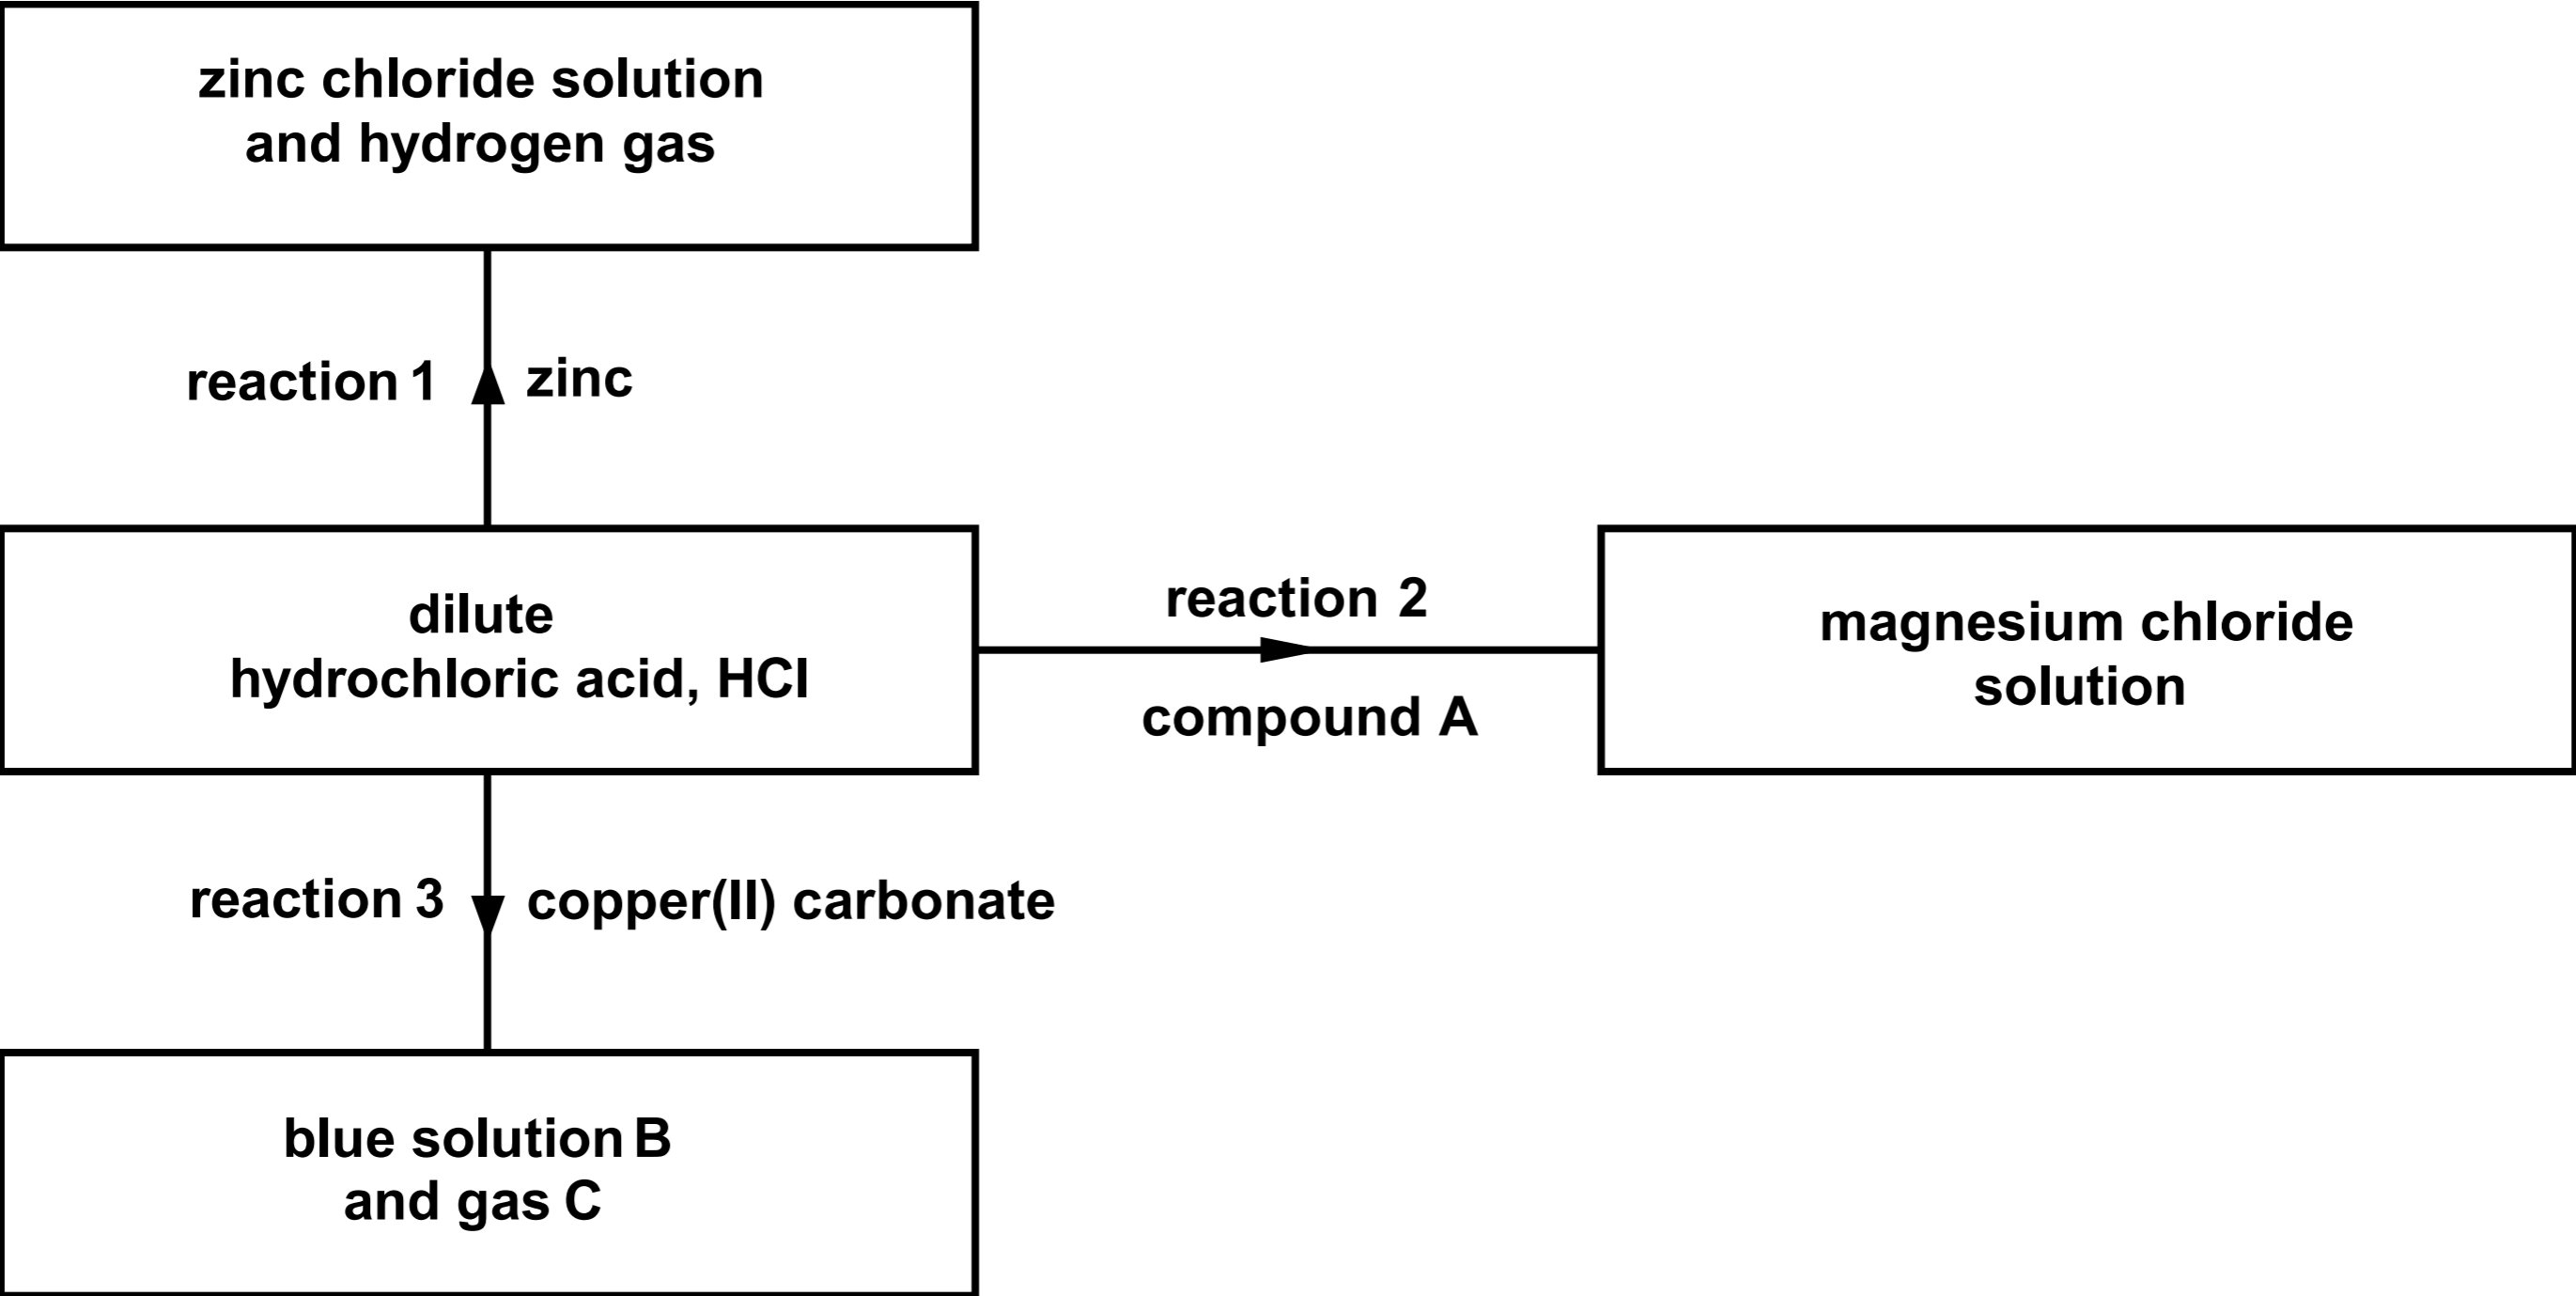 zinc chloride solution
and hydrogen gas
reaction 1
zinc
dilute
hydrochloric acid, HCl
reaction 2
compound A
magnesium chloride
solution
reaction 3
copper(II) carbonate
blue solution B
and gas C